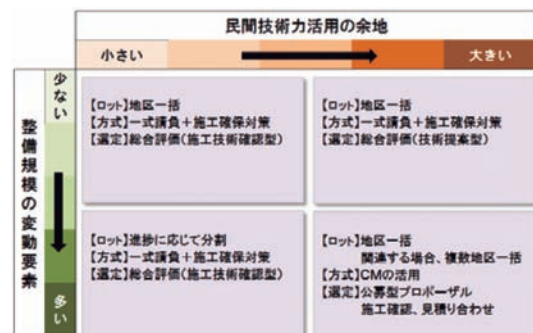 民間技術力活用の余地
小さい
大きい
整備規模の変動要素
少ない
多い
【ロット】地区一括
【方式】一式請負＋施工確保対策
【選定】総合評価(施工技術確認型)
【ロット】地区一括
【方式】一式請負＋施工確保対策
【選定】総合評価(技術提案型)
【ロット】進捗に応じて分割
【方式】一式請負＋施工確保対策
【選定】総合評価(施工技術確認型)
【ロット】地区一括
関連する場合、複数地区一括
【方式】CMの活用
【選定】公募型プロポーザル
施工確認、見積り合わせ